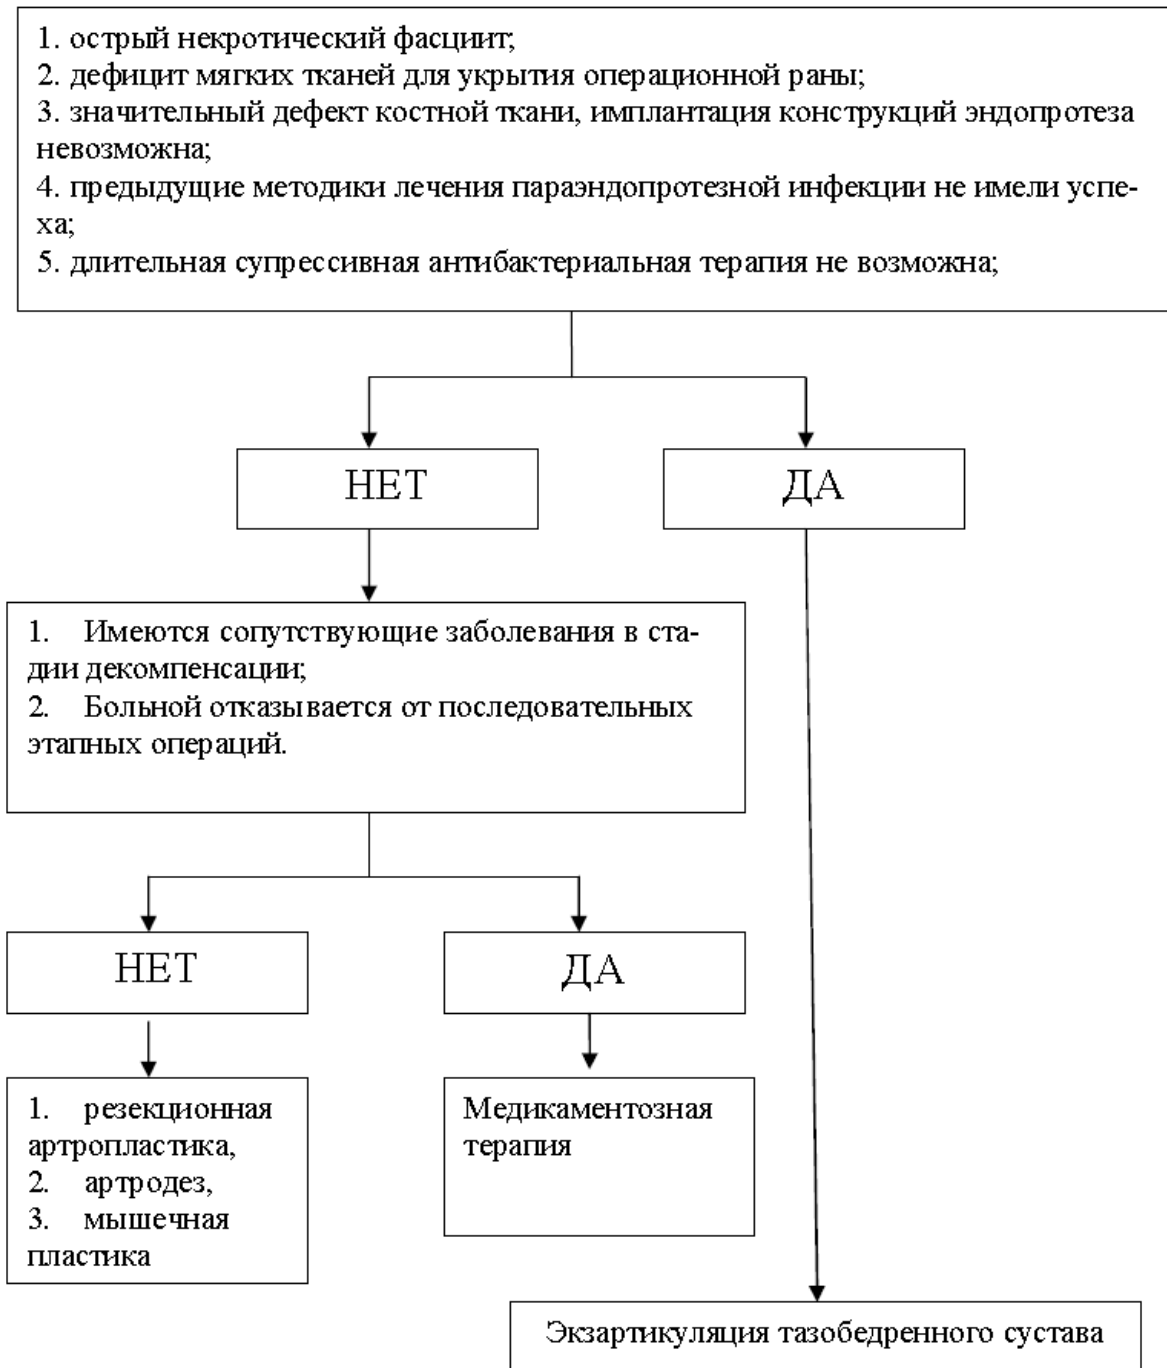 1. острый некротический фасциит;
2. дефицит мягких тканей для укрытия операционной раны;
3. значительный дефект костной ткани, имплантация конструкций эндопротеза
невозможна;
4. предыдущие методики лечения параэндопротезной инфекции не имели успе-
ха;
5. длительная супрессивная антибактериальная терапия не возможна;
НЕТ
ДА
1. Имеются сопутствующие заболевания в ста-
дии декомпенсации;
2. Больной отказывается от последовательных
этапных операций.
НЕТ
ДА
1. резекционная
артропластика,
2. артродез,
3. мышечная
пластика
Медикаментозная
терапия
Экзартикуляция тазобедренного сустава